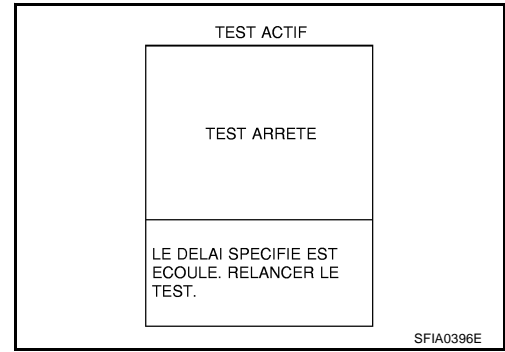 TEST ACTIF
TEST ARRETE
LE DELAI SPECIFIE EST
ECOULE. RELANCER LE
TEST.
SFIA0396E